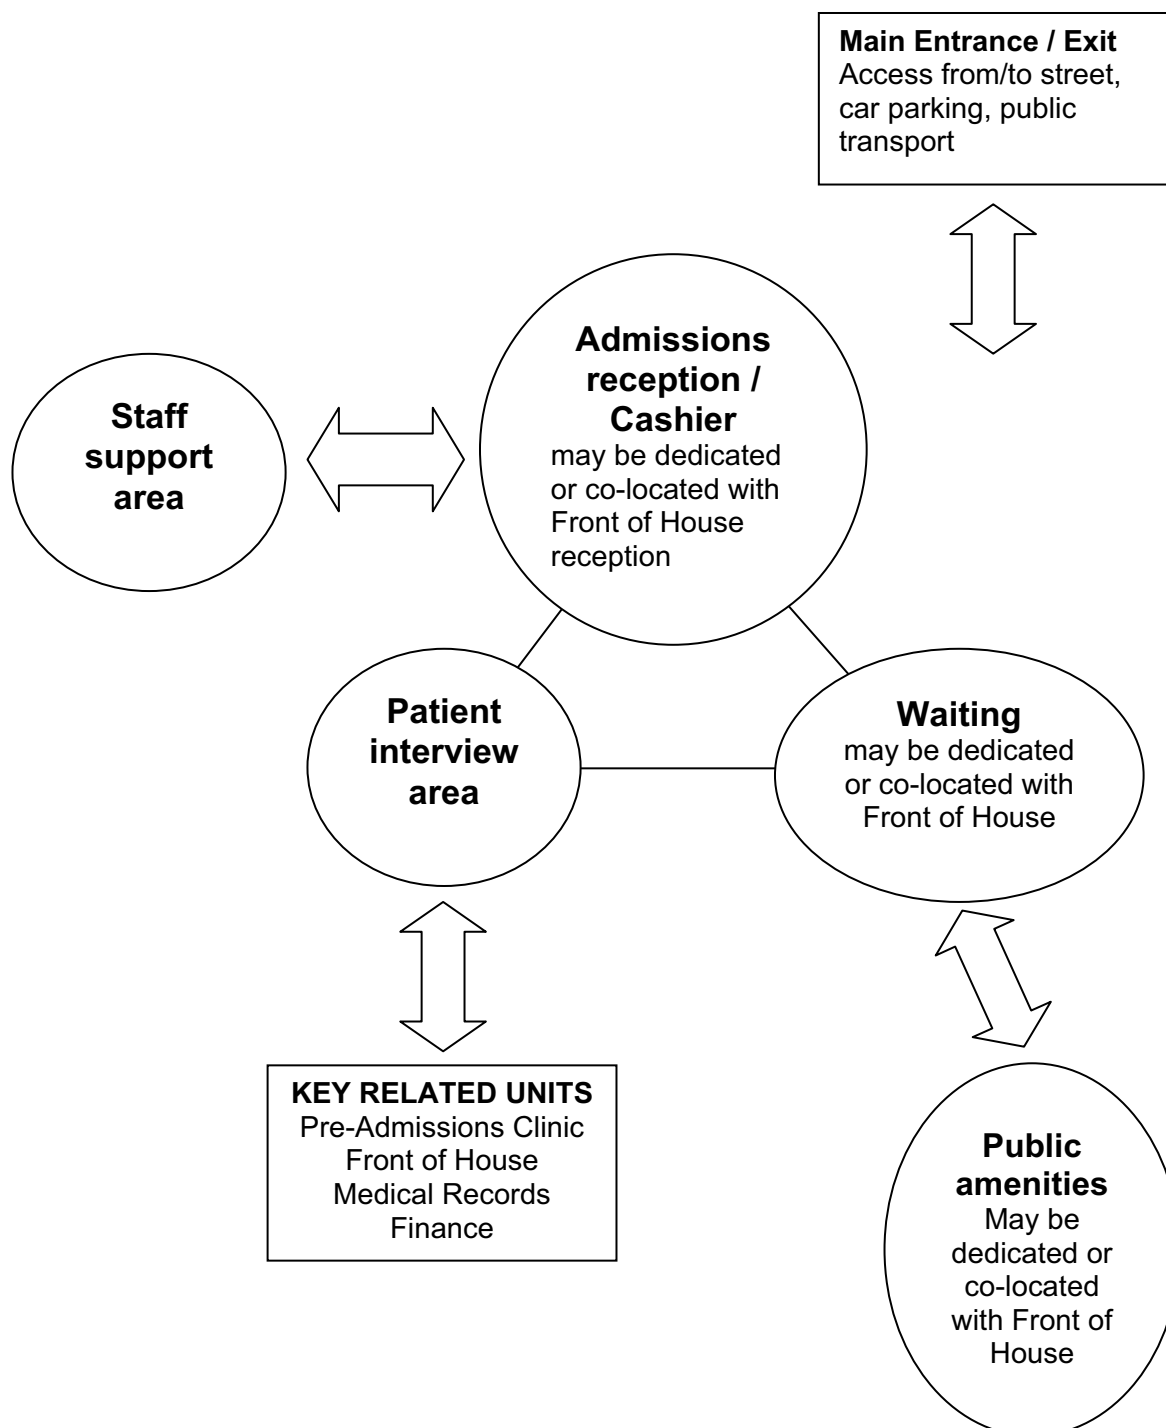 Main Entrance / Exit
Access from/to street,
car parking, public
transport
Admissions
reception /
Cashier
may be dedicated
or co-located with
Front of House
reception
Staff
support
area
Patient
interview
area
Waiting
may be dedicated
or co-located with
Front of House
KEY RELATED UNITS
Pre-Admissions Clinic
Front of House
Medical Records
Finance
Public
amenities
May be
dedicated or
co-located
with Front of
House